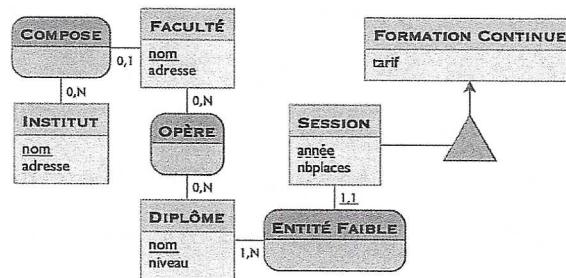 COMPOSE
0,1
0,N
FACULTÉ
nom
adresse
0,N
INSTITUT
nom
adresse
OPÈRE
0,N
DIPLÔME
nom
niveau
1,N
ENTITÉ FAIBLE
1,1
SESSION
année
nbplaces
FORMATION CONTINUE
tarif